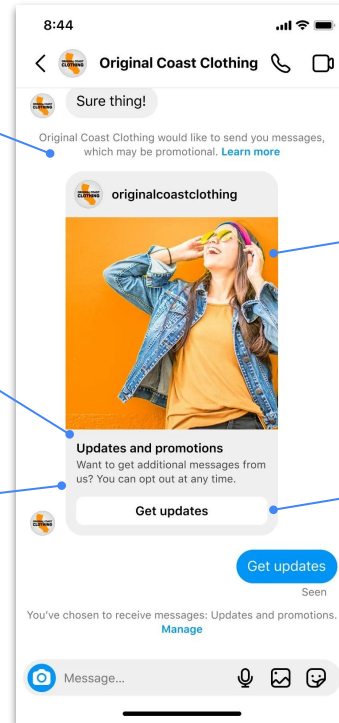 8:44
Original Coast Clothing
Sure thing!
Original Coast Clothing would like to send you messages,
which may be promotional. Learn more
originalcoastclothing
Updates and promotions
Want to get additional messages from
us? You can opt out at any time.
Get updates
Get updates
Seen
You've chosen to receive messages: Updates and promotions.
Manage
Message...